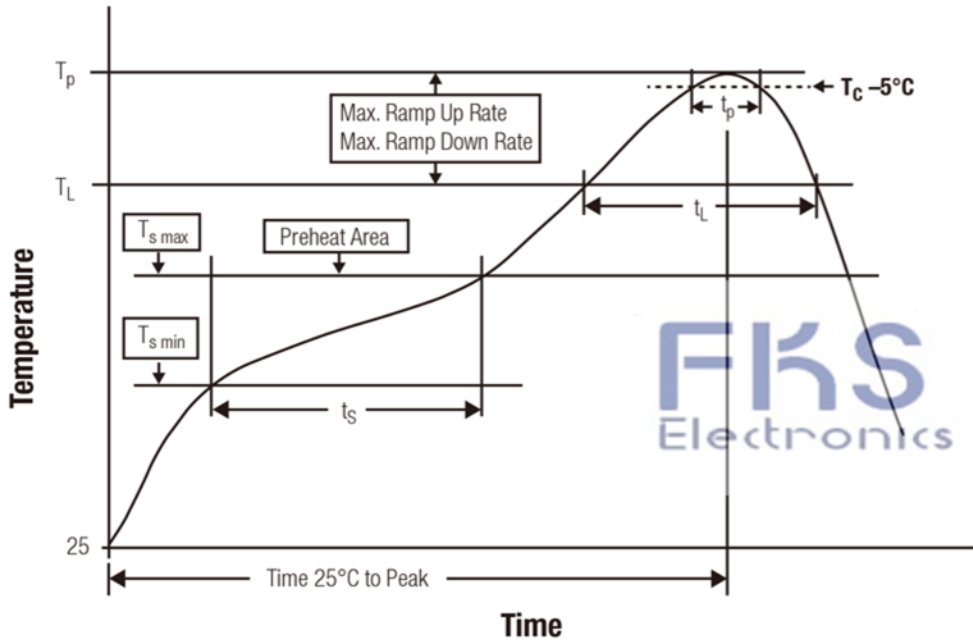 Tp
Max. Ramp Up Rate
Max. Ramp Down Rate
tp
TC –5°C
TL
tL
Ts max
Preheat Area
Ts min
tS
Temperature
FKS
Electronics
25
Time 25°C to Peak
Time